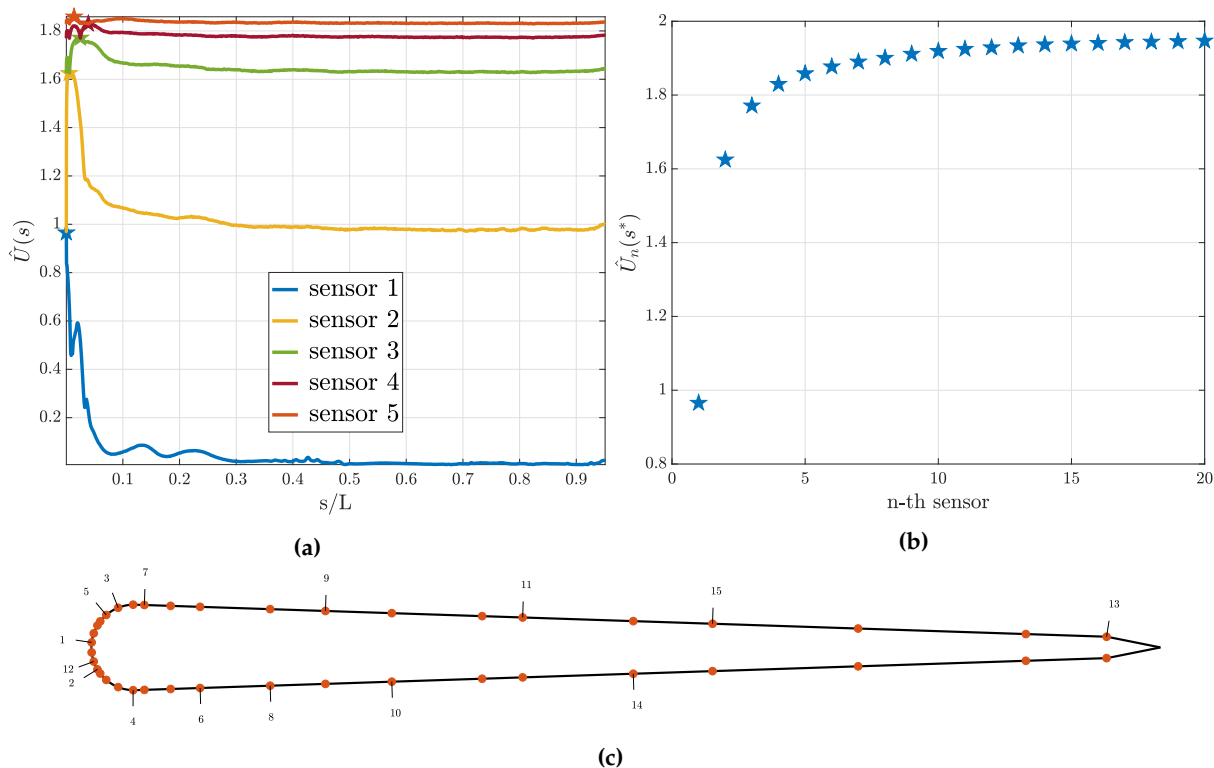 1.8
1.6
1.4
1.2
1
0.8
0.6
0.4
0.2
Û(s)
sensor 1
sensor 2
sensor 3
sensor 4
sensor 5
0.1 0.2 0.3 0.4 0.5 0.6 0.7 0.8 0.9
s/L
(a)
2
1.8
1.6
1.4
1.2
1
0.8
Ûₙ(s*)
0 5 10 15 20
n-th sensor
(b)
5 3 7 9 11 15 13
1
12
2
4 6 8 10 14
(c)